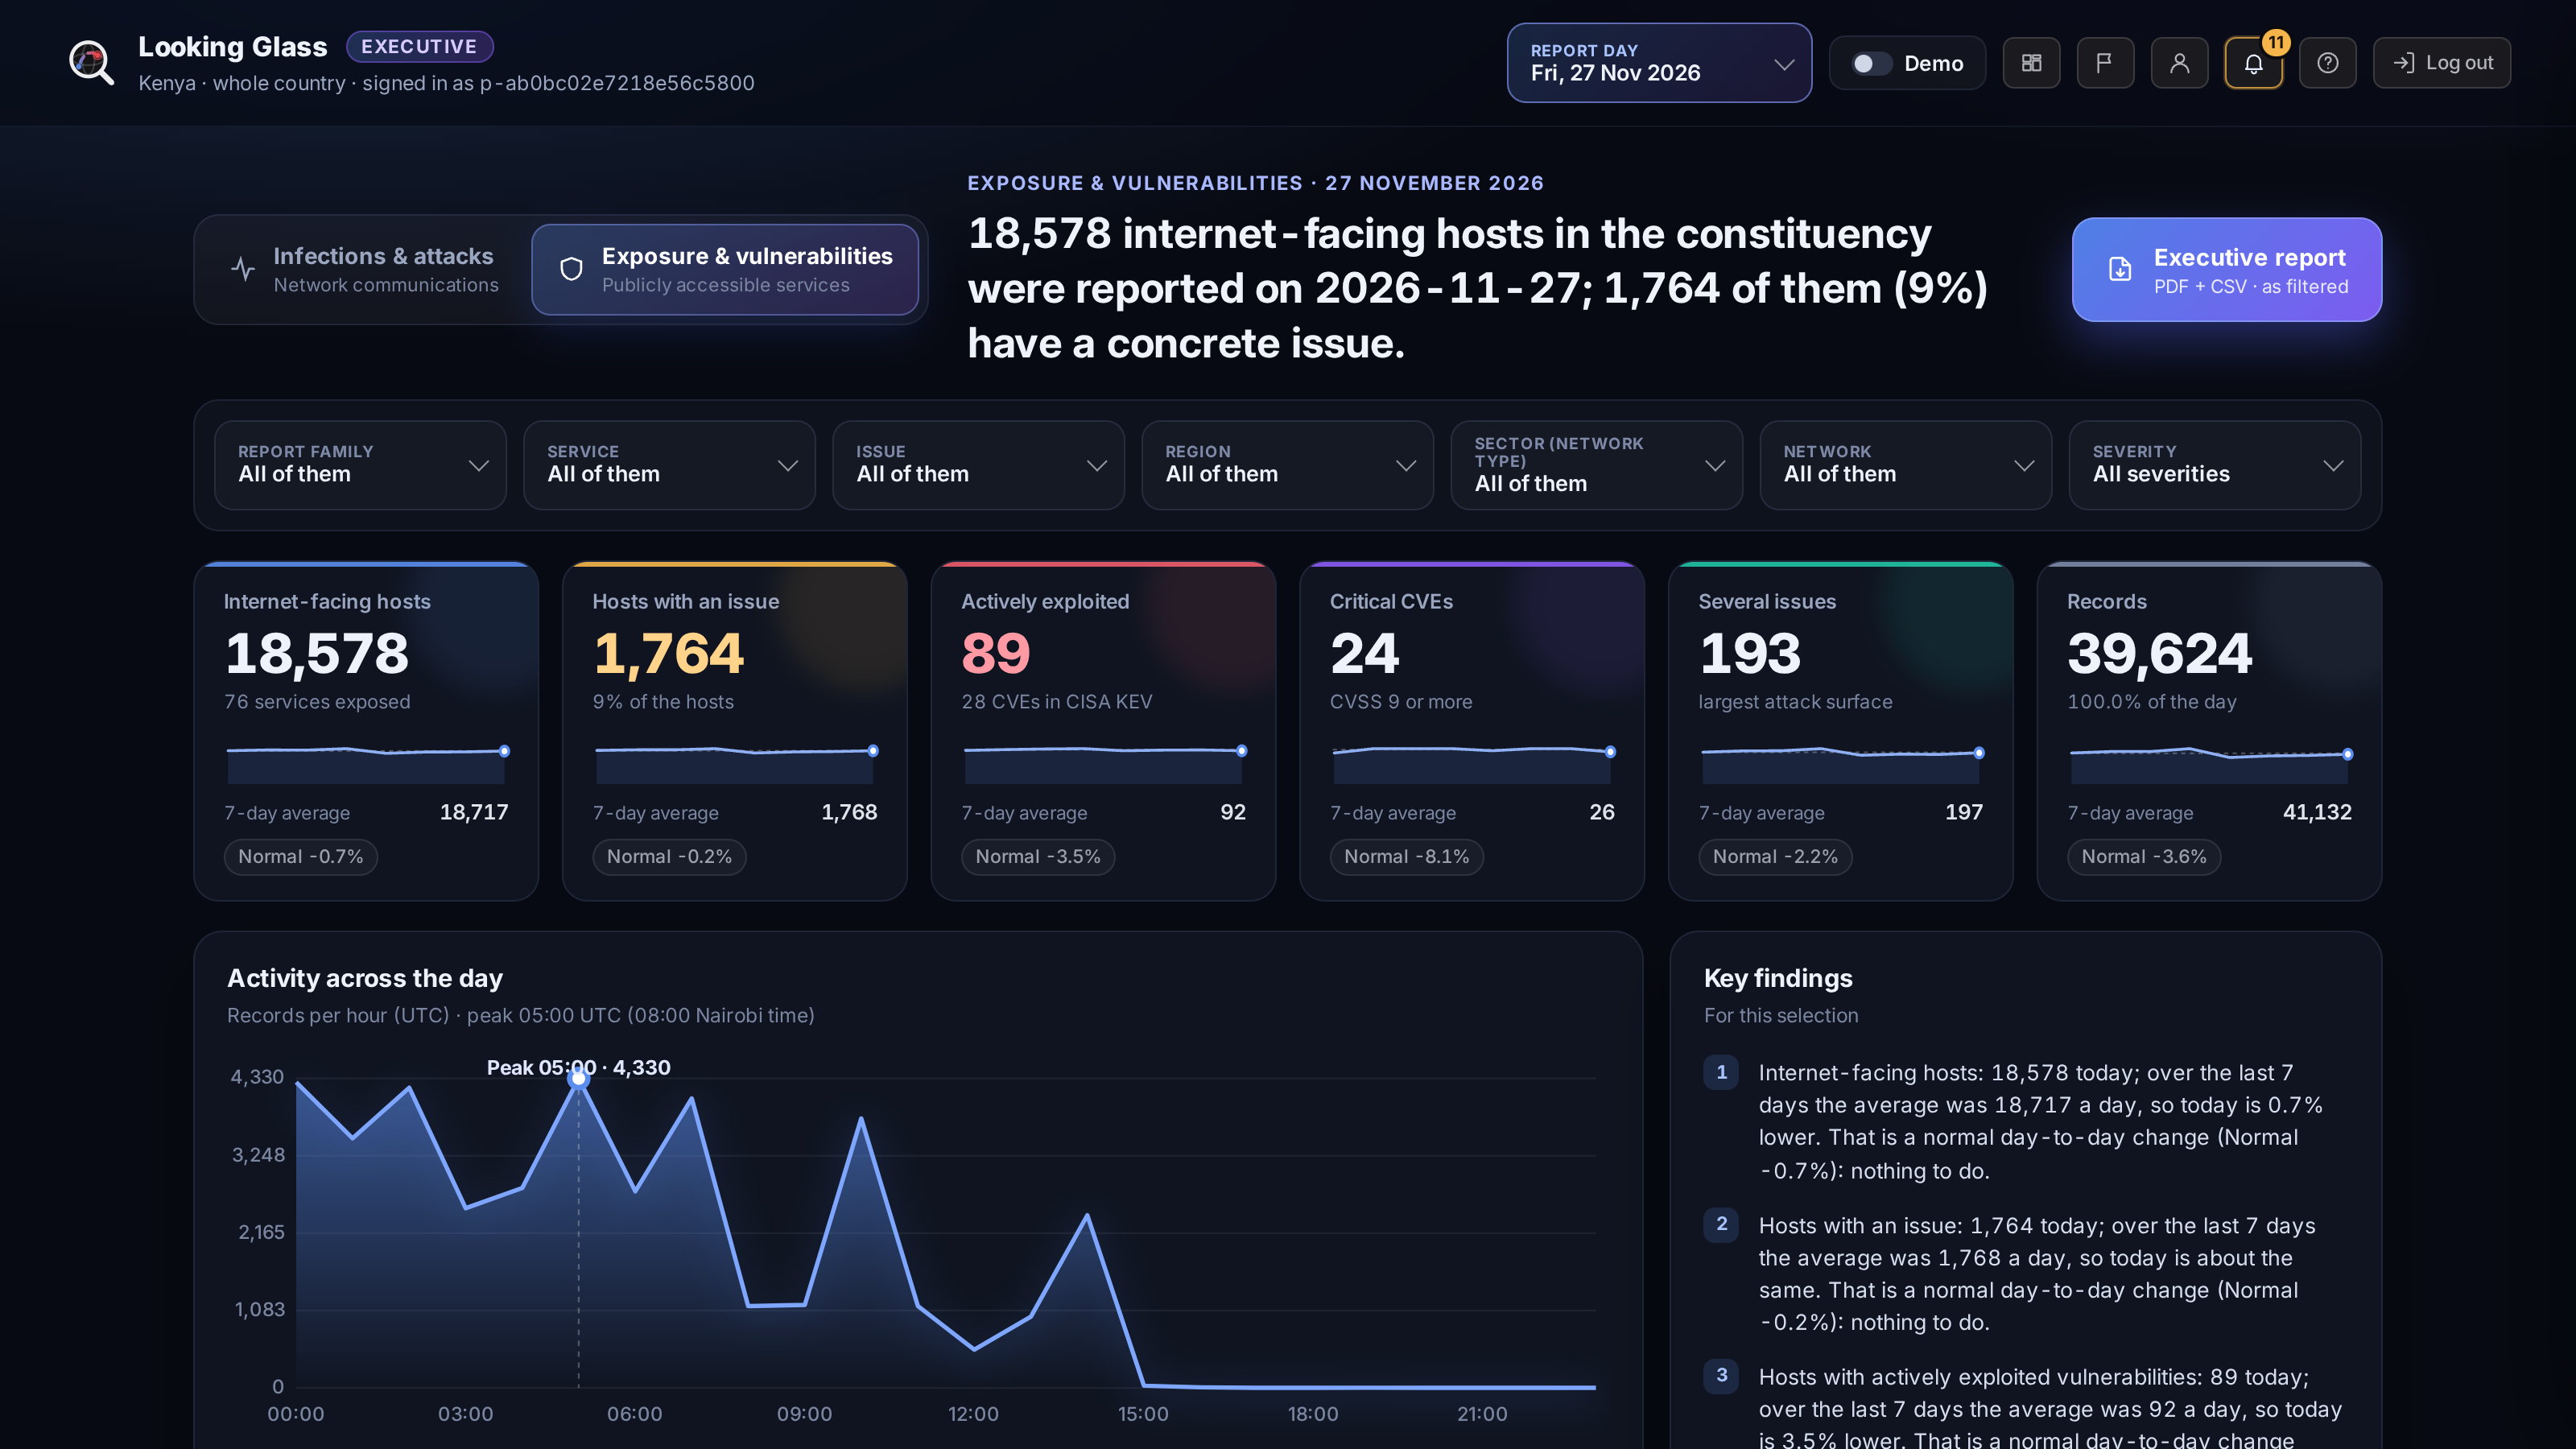 Looking Glass
EXECUTIVE
Kenya · whole country · signed in as p-ab0bc02e7218e56c5800
REPORT DAY
Fri, 27 Nov 2026
Demo
11
Log out
Infections & attacks
Network communications
Exposure & vulnerabilities
Publicly accessible services
EXPOSURE & VULNERABILITIES · 27 NOVEMBER 2026
18,578 internet-facing hosts in the constituency
were reported on 2026-11-27; 1,764 of them (9%)
have a concrete issue.
Executive report
PDF + CSV · as filtered
REPORT FAMILY
All of them
SERVICE
All of them
ISSUE
All of them
REGION
All of them
SECTOR (NETWORK
TYPE)
All of them
NETWORK
All of them
SEVERITY
All severities
Internet-facing hosts
18,578
76 services exposed
7-day average 18,717
Normal -0.7%
Hosts with an issue
1,764
9% of the hosts
7-day average 1,768
Normal -0.2%
Actively exploited
89
28 CVEs in CISA KEV
7-day average 92
Normal -3.5%
Critical CVEs
24
CVSS 9 or more
7-day average 26
Normal -8.1%
Several issues
193
largest attack surface
7-day average 197
Normal -2.2%
Records
39,624
100.0% of the day
7-day average 41,132
Normal -3.6%
Activity across the day
Records per hour (UTC) · peak 05:00 UTC (08:00 Nairobi time)
Peak 05:00 · 4,330
4,330
3,248
2,165
1,083
0
00:00 03:00 06:00 09:00 12:00 15:00 18:00 21:00
Key findings
For this selection
1
Internet-facing hosts: 18,578 today; over the last 7
days the average was 18,717 a day, so today is 0.7%
lower. That is a normal day-to-day change (Normal
-0.7%): nothing to do.
2
Hosts with an issue: 1,764 today; over the last 7 days
the average was 1,768 a day, so today is about the
same. That is a normal day-to-day change (Normal
-0.2%): nothing to do.
3
Hosts with actively exploited vulnerabilities: 89 today;
over the last 7 days the average was 92 a day, so today
is 3.5% lower. That is a normal day-to-day change